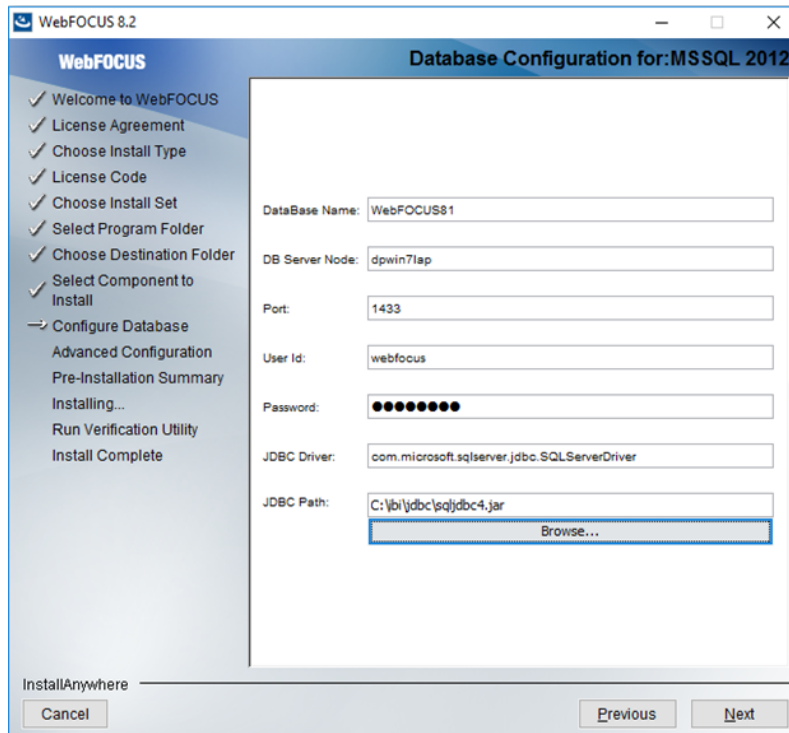 WebFOCUS 8.2
WebFOCUS
Database Configuration for:MSSQL 2012
Welcome to WebFOCUS
License Agreement
Choose Install Type
License Code
Choose Install Set
Select Program Folder
Choose Destination Folder
Select Component to
Install
Configure Database
Advanced Configuration
Pre-Installation Summary
Installing...
Run Verification Utility
Install Complete
DataBase Name: WebFOCUS81
DB Server Node: dpwin7lap
Port: 1433
User Id: webfocus
Password: ●●●●●●●●
JDBC Driver: com.microsoft.sqlserver.jdbc.SQLServerDriver
JDBC Path: C:\ibi\jdbc\sqljdbc4.jar
Browse...
InstallAnywhere
Cancel Previous Next